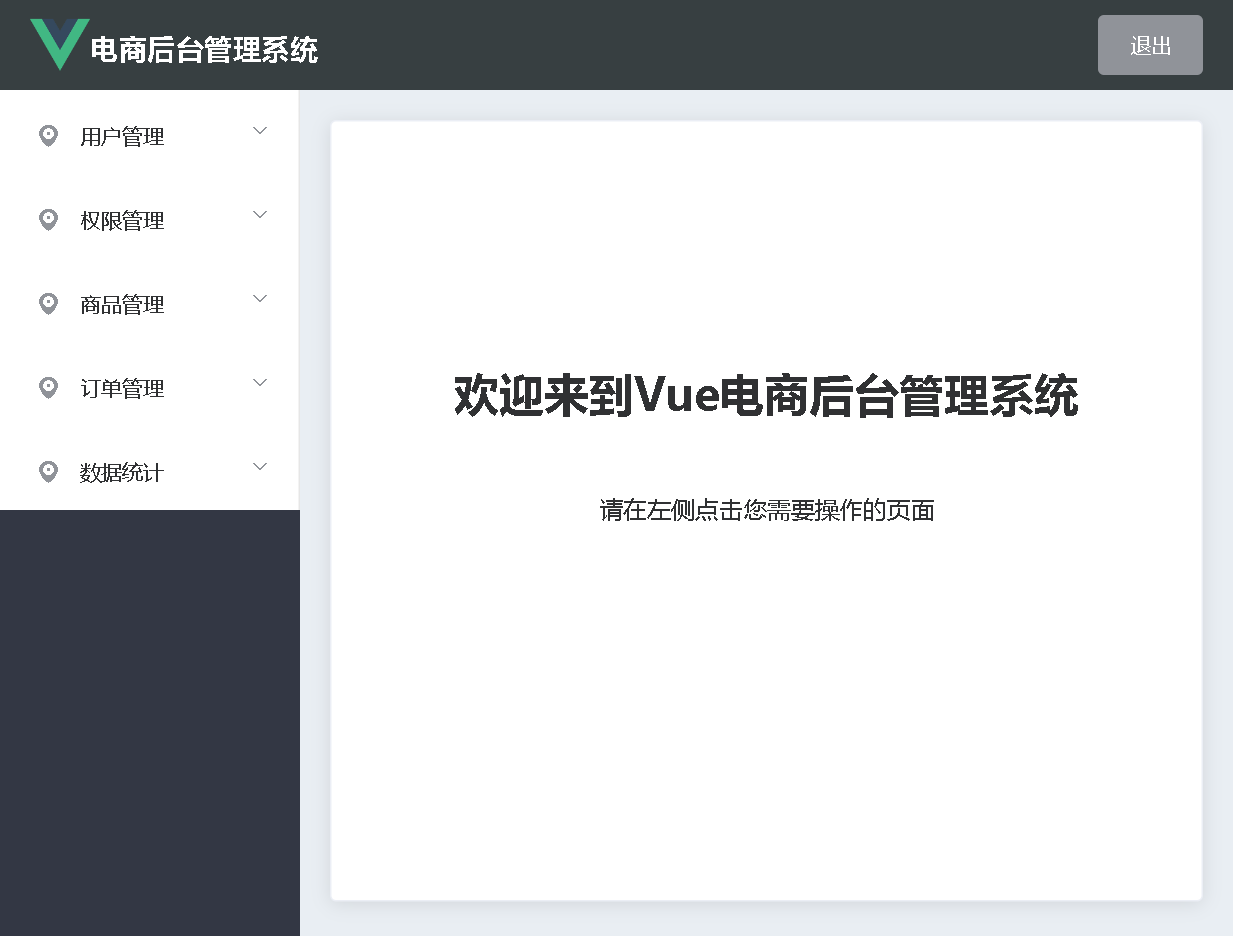 电商后台管理系统
退出
用户管理
权限管理
商品管理
订单管理
数据统计
欢迎来到Vue电商后台管理系统
请在左侧点击您需要操作的页面